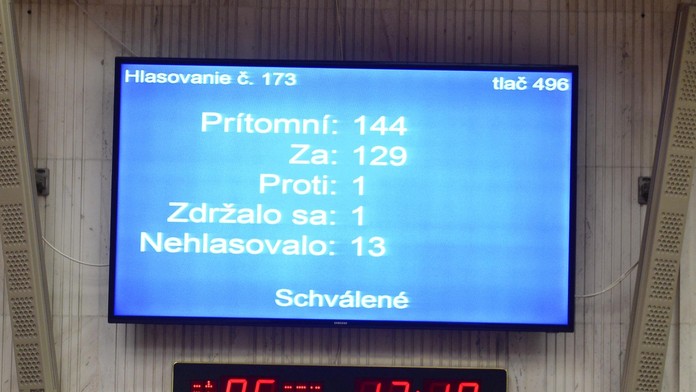 Hlasovanie č. 173 tlač 496
Prítomní: 144
Za: 129
Proti: 1
Zdržalo sa: 1
Nehlasovalo: 13
Schválené